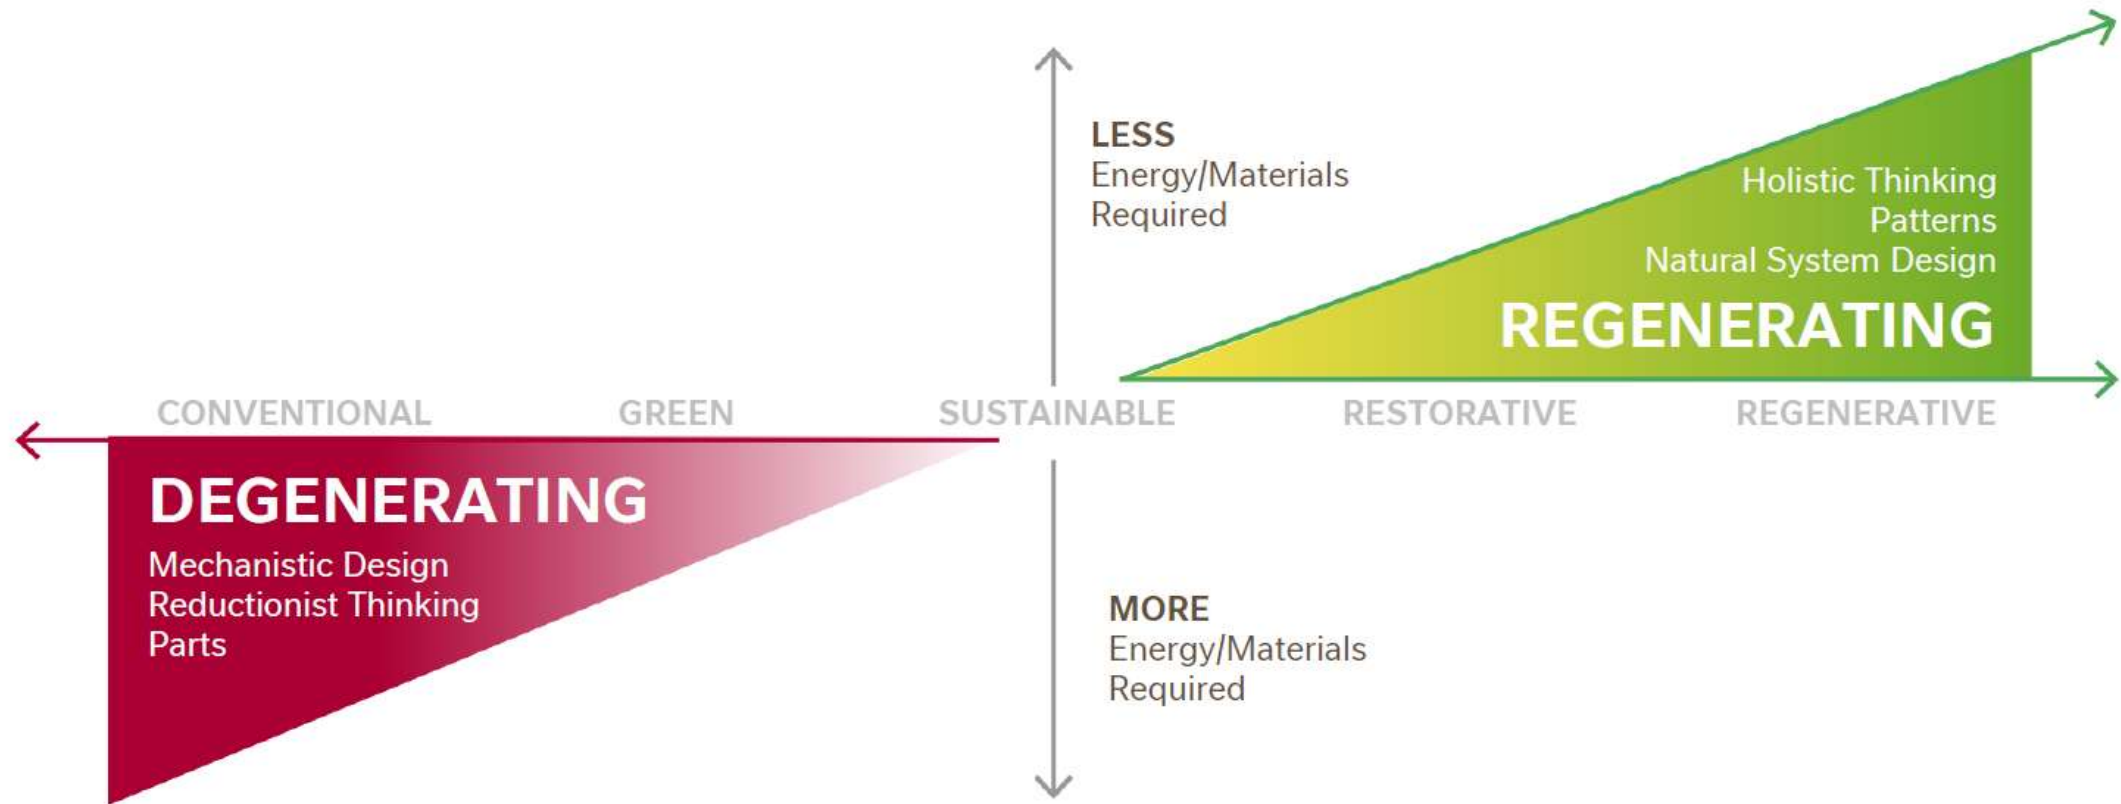 LESS
Energy/Materials
Required
Holistic Thinking
Patterns
Natural System Design
REGENERATING
CONVENTIONAL GREEN SUSTAINABLE RESTORATIVE REGENERATIVE
DEGENERATING
Mechanistic Design
Reductionist Thinking
Parts
MORE
Energy/Materials
Required